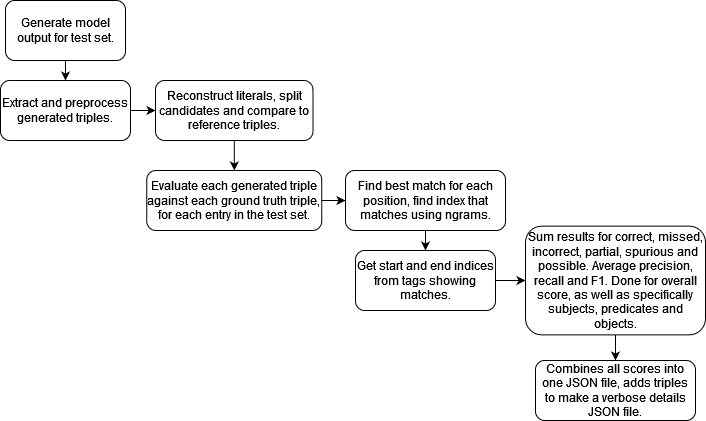 Generate model
output for test set.
Extract and preprocess
generated triples.
Reconstruct literals, split
candidates and compare to
reference triples.
Evaluate each generated triple
against each ground truth triple,
for each entry in the test set.
Find best match for each
position, find index that
matches using ngrams.
Get start and end indices
from tags showing
matches.
Sum results for correct, missed,
incorrect, partial, spurious and
possible. Average precision,
recall and F1. Done for overall
score, as well as specifically
subjects, predicates and
objects.
Combines all scores into
one JSON file, adds triples
to make a verbose details
JSON file.